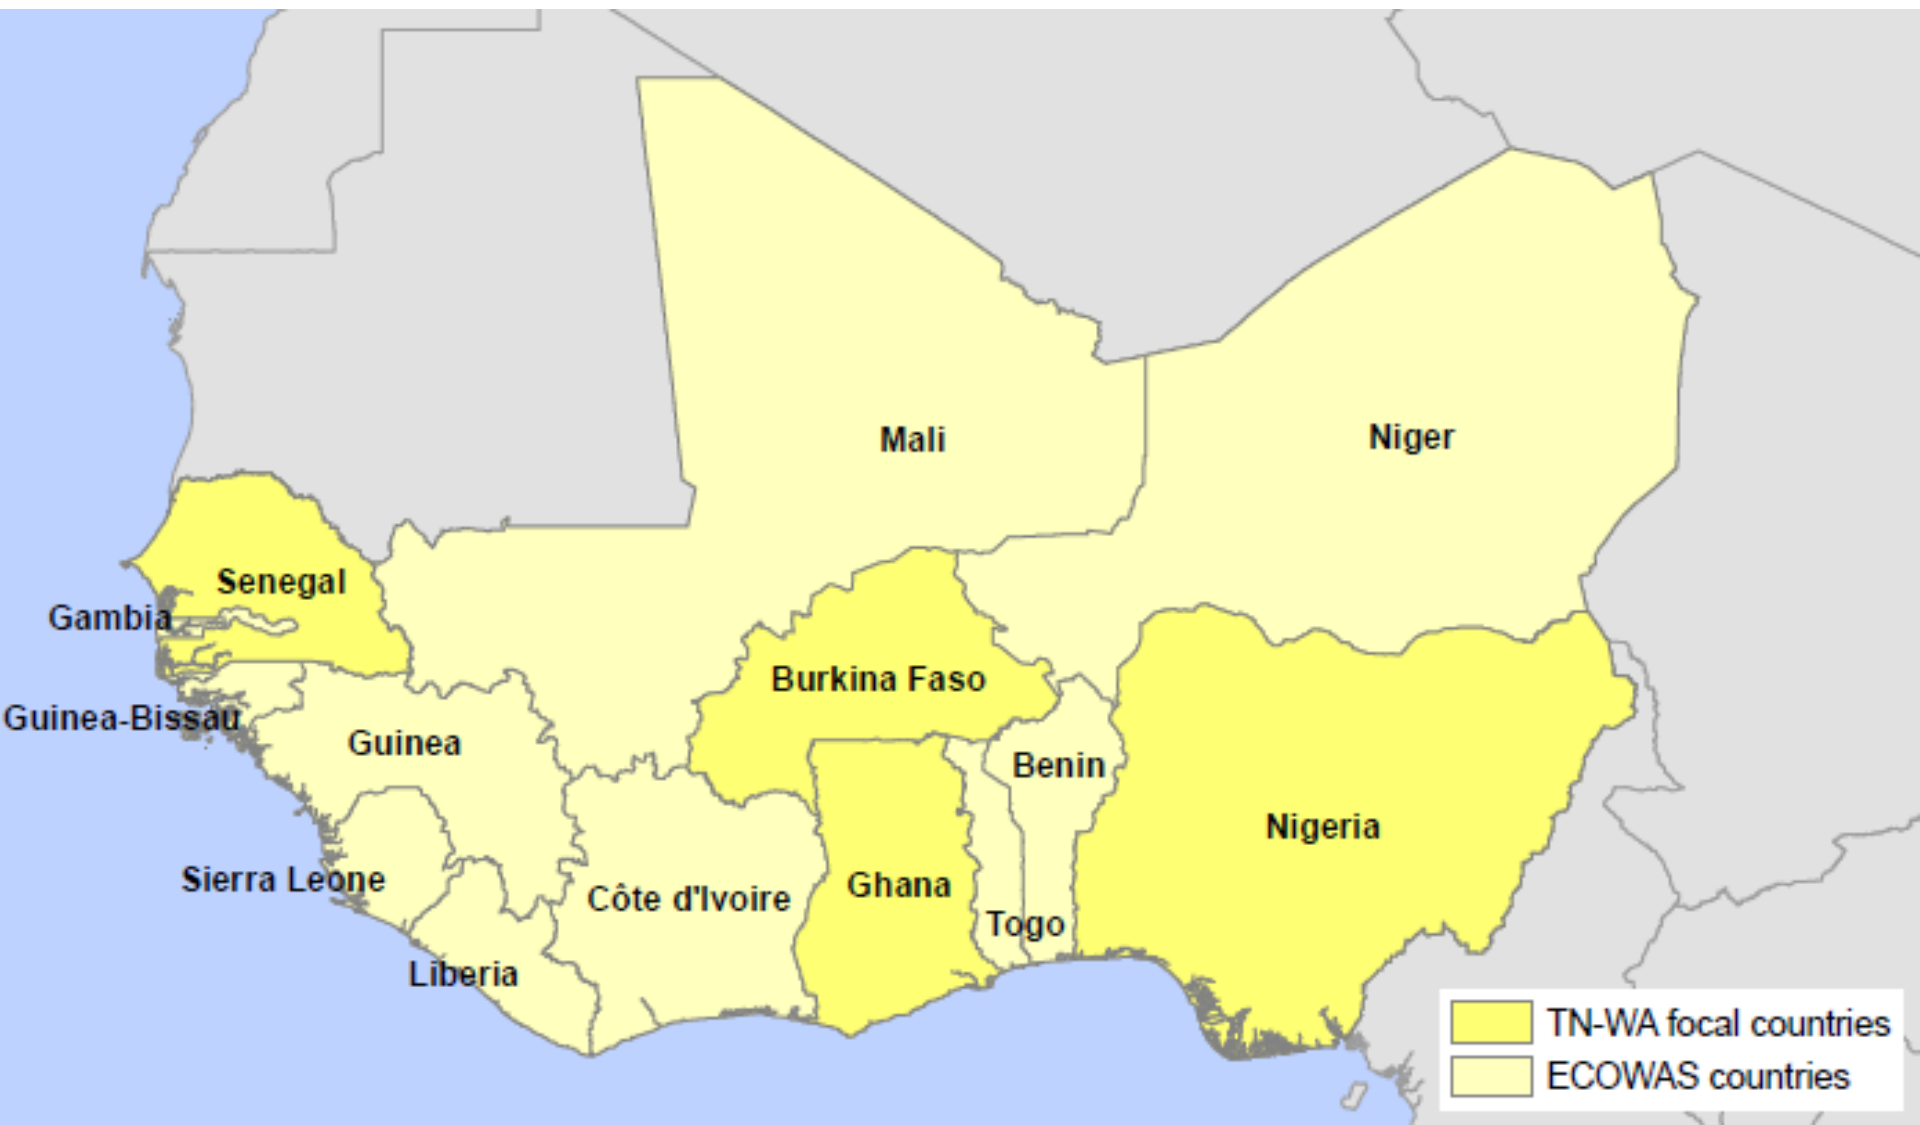 Mali
Niger
Senegal
Gambia
Burkina Faso
Guinea-Bissau
Guinea
Benin
Nigeria
Sierra Leone
Côte d'Ivoire
Ghana
Togo
Liberia
TN-WA focal countries
ECOWAS countries